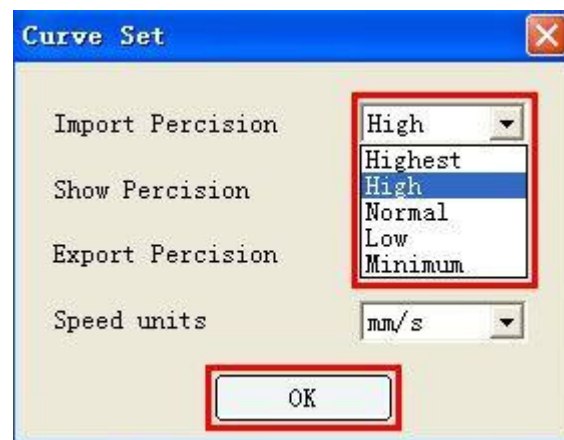 Curve Set
Import Percision
High
Highest
High
Normal
Low
Minimum
Show Percision
Export Percision
Speed units
mm/s
OK